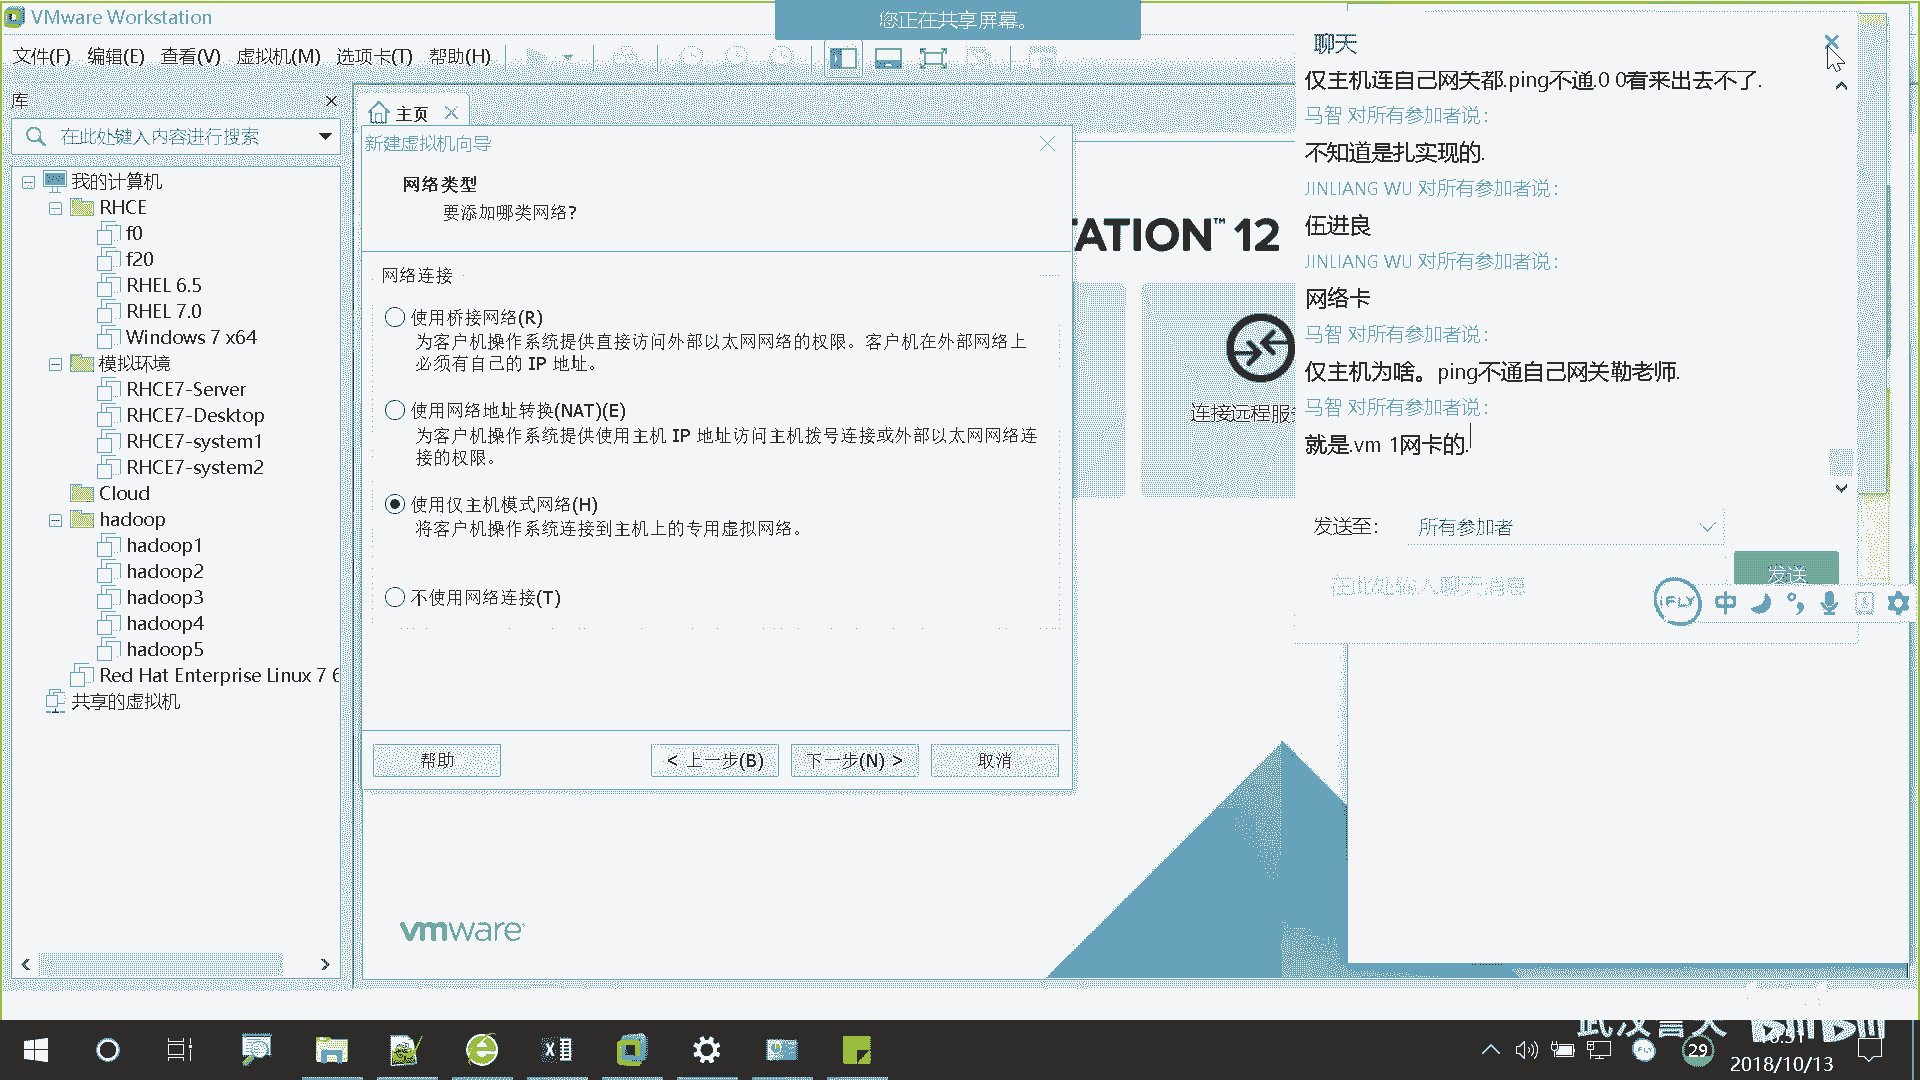 VMware Workstation
您正在共享屏幕。
文件(F) 编辑(E) 查看(V) 虚拟机(M) 选项卡(T) 帮助(H)
库
在此处键入内容进行搜索
我的计算机
RHCE
f0
f20
RHEL 6.5
RHEL 7.0
Windows 7 x64
模拟环境
RHCE7-Server
RHCE7-Desktop
RHCE7-system1
RHCE7-system2
Cloud
hadoop
hadoop1
hadoop2
hadoop3
hadoop4
hadoop5
Red Hat Enterprise Linux 7 6
共享的虚拟机
主页
新建虚拟机向导
网络类型
要添加哪类网络?
网络连接
使用桥接网络(R)
为客户机操作系统提供直接访问外部以太网网络的权限。客户机在外部网络上
必须有自己的 IP 地址。
使用网络地址转换(NAT)(E)
为客户机操作系统提供使用主机 IP 地址访问主机拨号连接或外部以太网网络连
接的权限。
使用仅主机模式网络(H)
将客户机操作系统连接到主机上的专用虚拟网络。
不使用网络连接(T)
帮助
< 上一步(B)
下一步(N) >
取消
TATION™ 12
连接远程服务
vmware
聊天
仅主机连自己网关都.ping不通.0 0看来出去不了.
马智 对所有参加者说:
不知道是扎实现的.
JINLIANG WU 对所有参加者说:
伍进良
JINLIANG WU 对所有参加者说:
网络卡
马智 对所有参加者说:
仅主机为啥。ping不通自己网关勒老师.
马智 对所有参加者说:
就是.vm 1网卡的.
发送至: 所有参加者
在此处输入聊天消息
发送
iFLY 中
29
2018/10/13